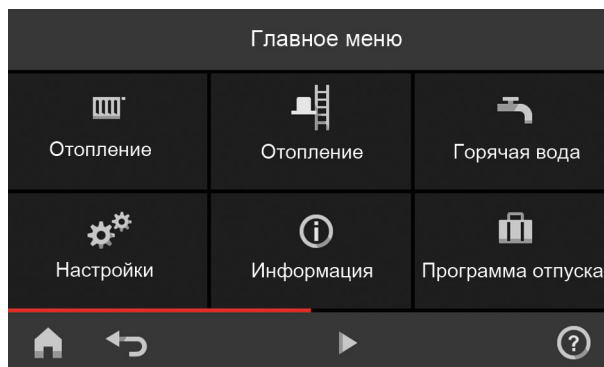 Главное меню
Отопление
Отопление
Горячая вода
Настройки
Информация
Программа отпуска